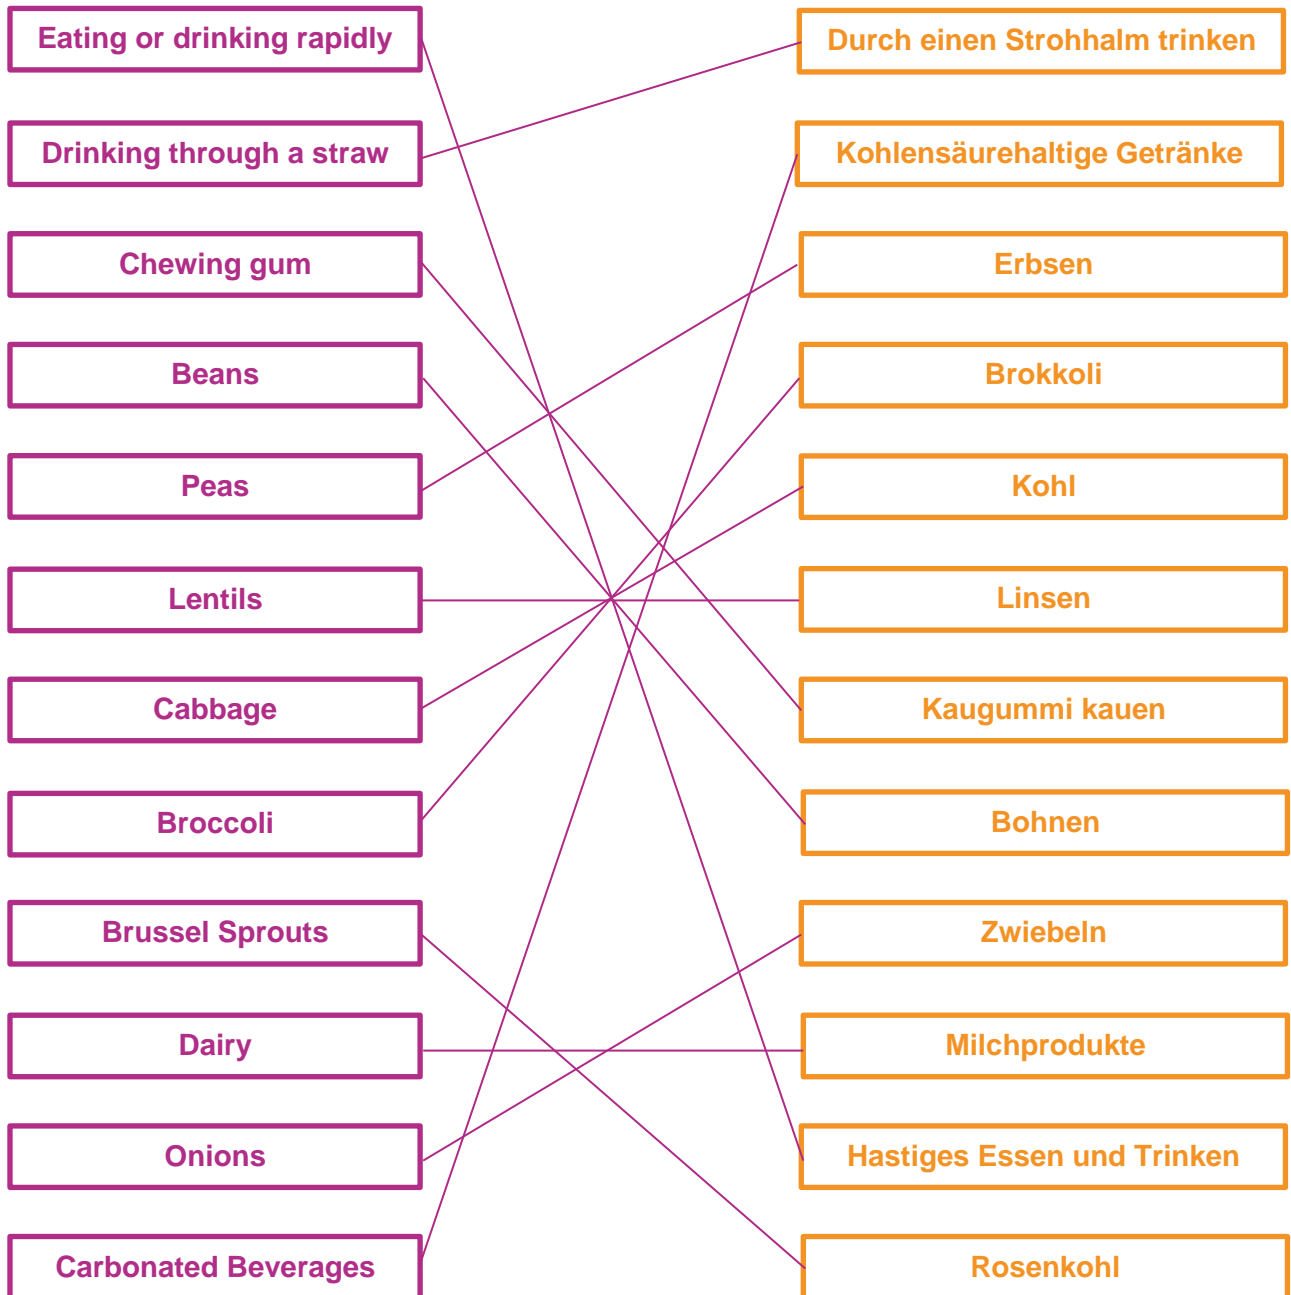 Eating or drinking rapidly
Durch einen Strohhalm trinken
Drinking through a straw
Kohlensäurehaltige Getränke
Chewing gum
Erbsen
Beans
Brokkoli
Peas
Kohl
Lentils
Linsen
Cabbage
Kaugummi kauen
Broccoli
Bohnen
Brussel Sprouts
Zwiebeln
Dairy
Milchprodukte
Onions
Hastiges Essen und Trinken
Carbonated Beverages
Rosenkohl